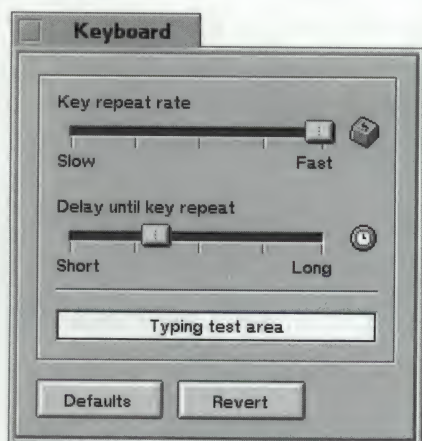 Keyboard
Key repeat rate
Slow Fast
Delay until key repeat
Short Long
Typing test area
Defaults Revert